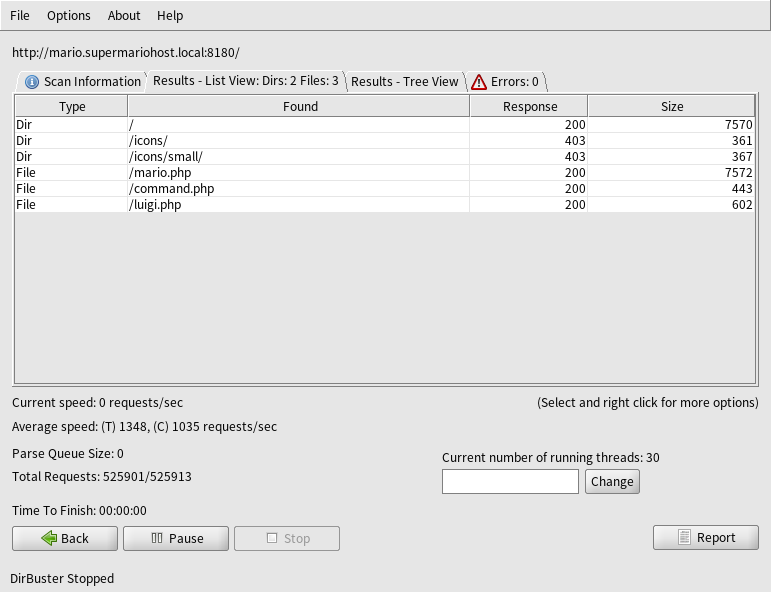 File Options About Help
http://mario.supermariohost.local:8180/
Scan Information Results - List View: Dirs: 2 Files: 3 Results - Tree View Errors: 0
Type Found Response Size
Dir / 200 7570
Dir /icons/ 403 361
Dir /icons/small/ 403 367
File /mario.php 200 7572
File /command.php 200 443
File /luigi.php 200 602
Current speed: 0 requests/sec (Select and right click for more options)
Average speed: (T) 1348, (C) 1035 requests/sec
Parse Queue Size: 0
Current number of running threads: 30
Total Requests: 525901/525913
Change
Time To Finish: 00:00:00
Back Pause Stop Report
DirBuster Stopped